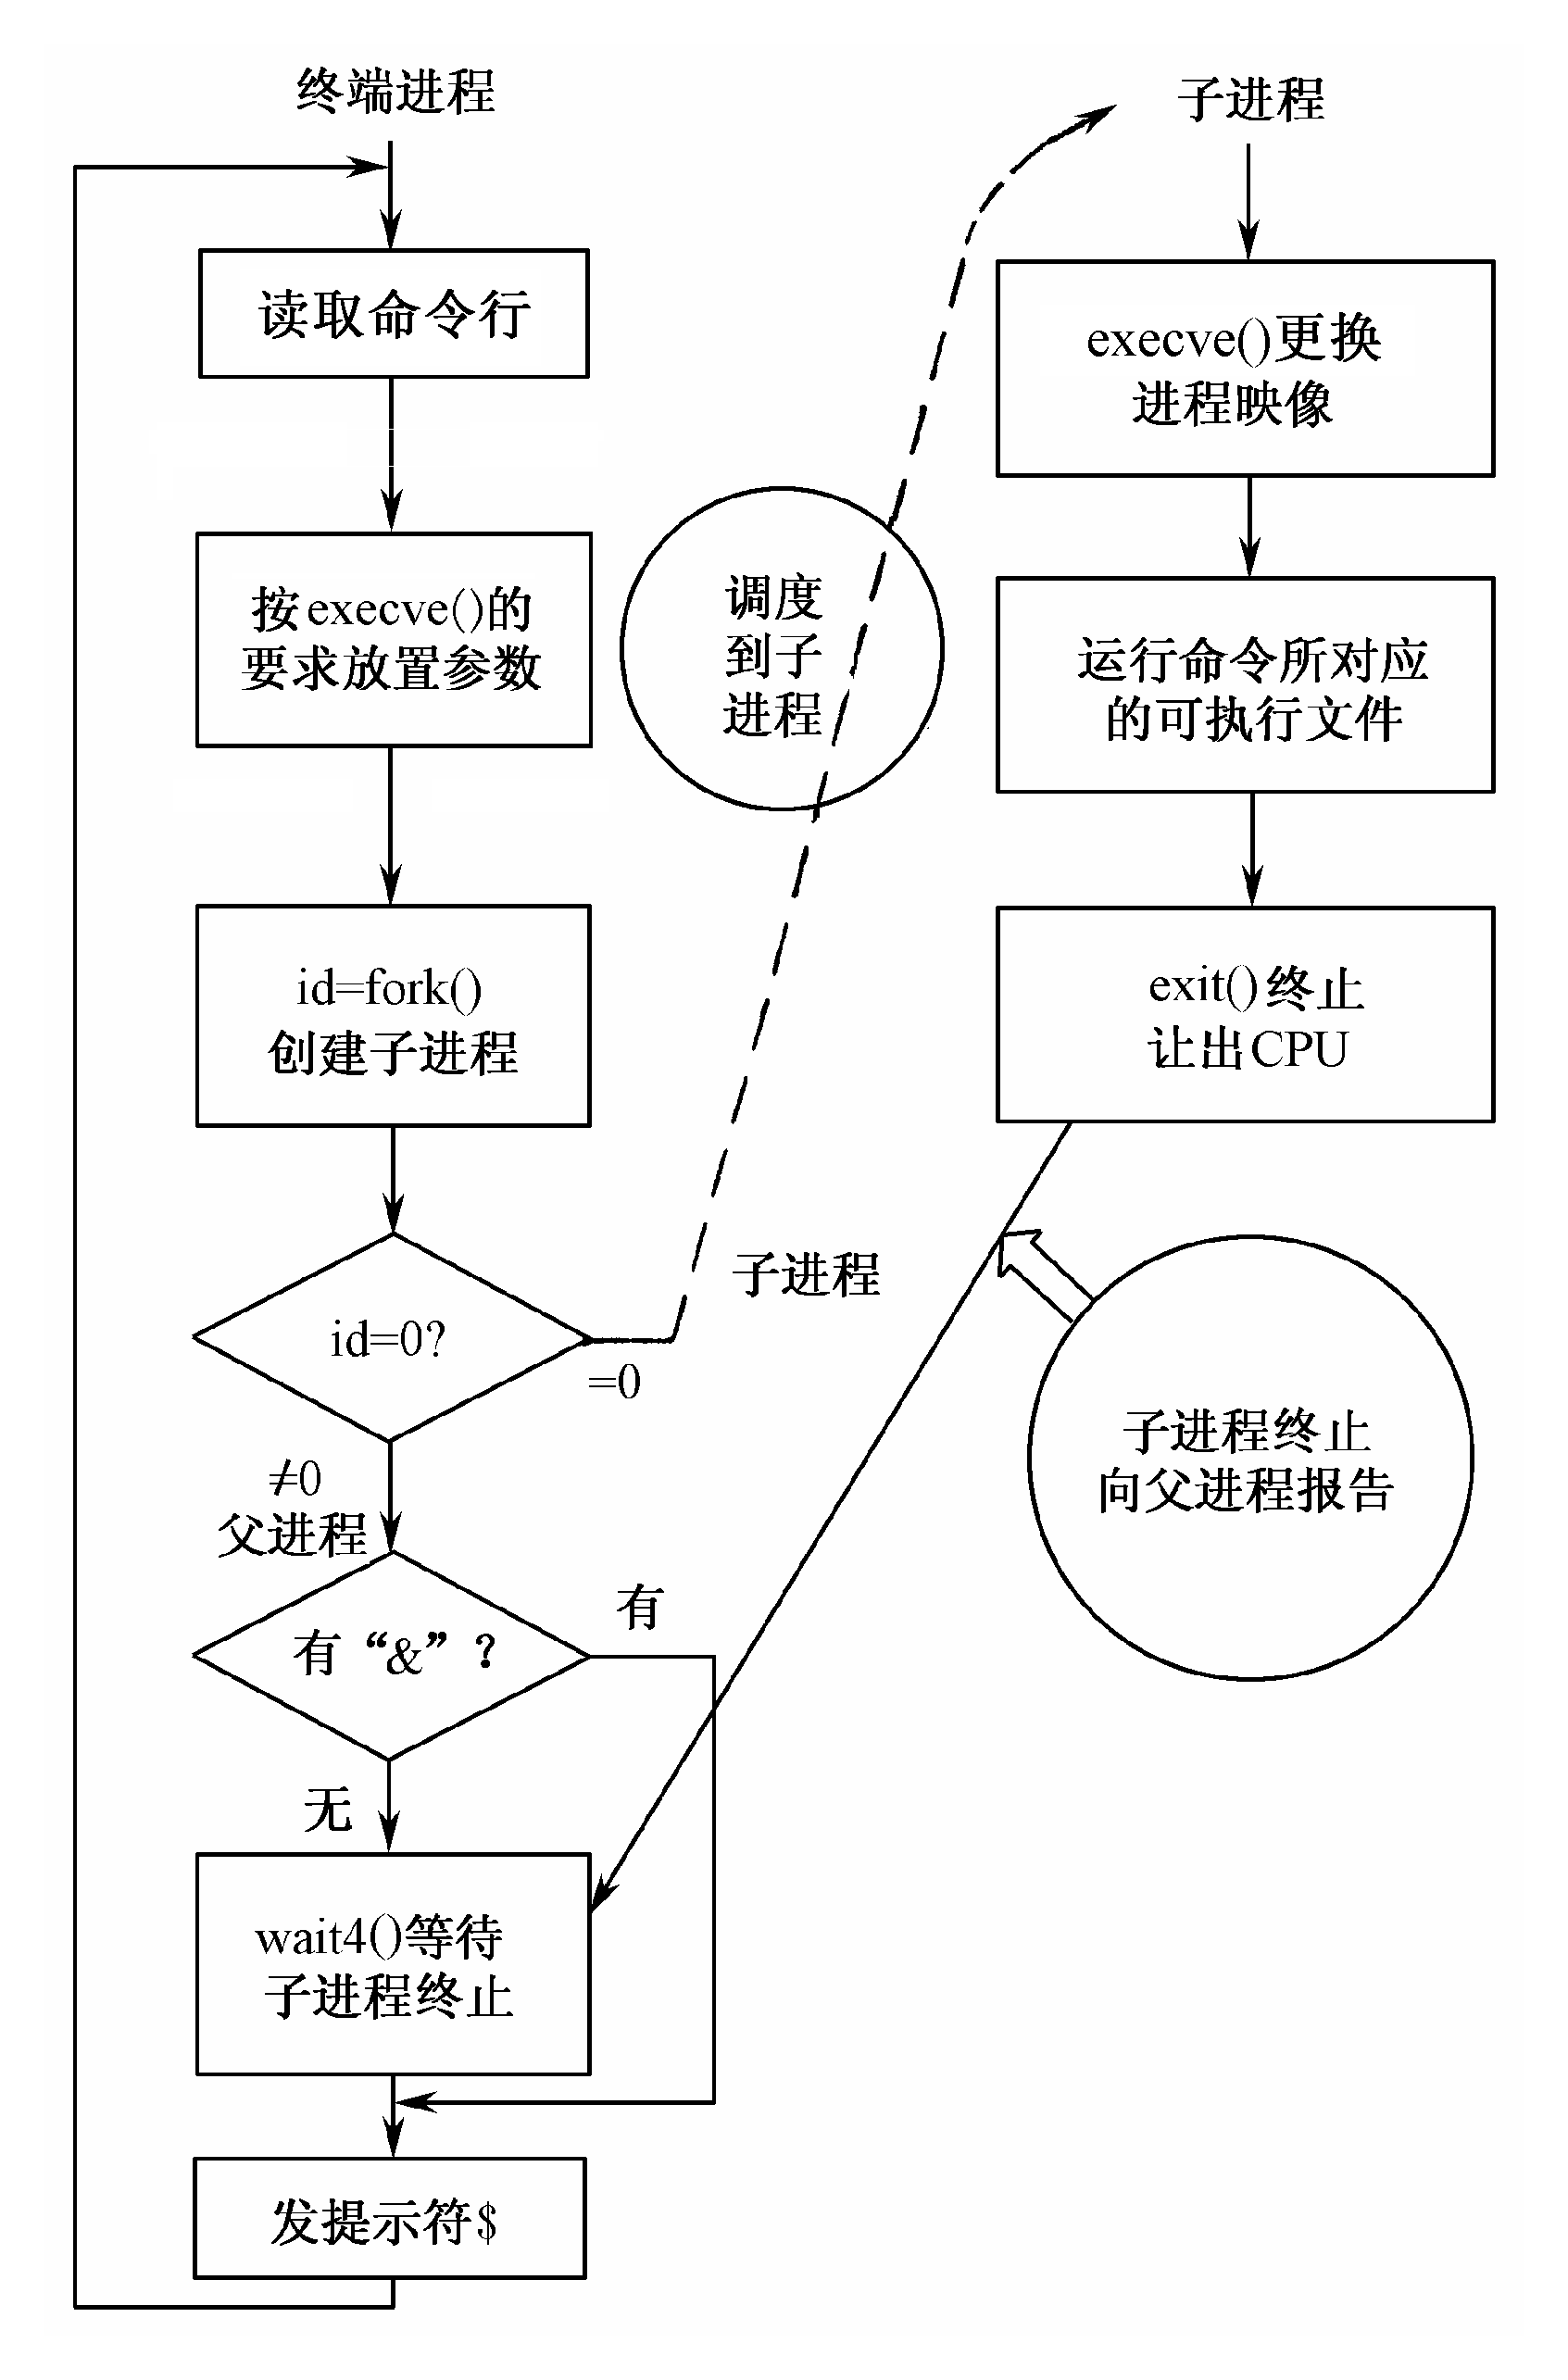 终端进程
读取命令行
按execve()的
要求放置参数
id=fork()
创建子进程
id=0?
=0
子进程
≠0
父进程
有“&”？
有
无
wait4()等待
子进程终止
发提示符$
调度
到子
进程
子进程
execve()更换
进程映像
运行命令所对应
的可执行文件
exit()终止
让出CPU
子进程终止
向父进程报告